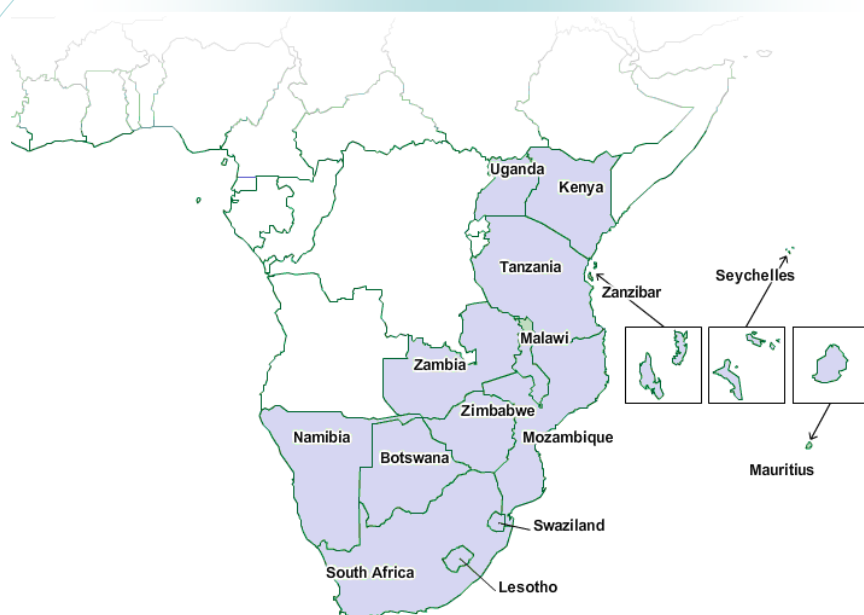 Uganda
Kenya
Tanzania
Seychelles
Zanzibar
Malawi
Zambia
Zimbabwe
Namibia
Mozambique
Botswana
Mauritius
Swaziland
South Africa
Lesotho